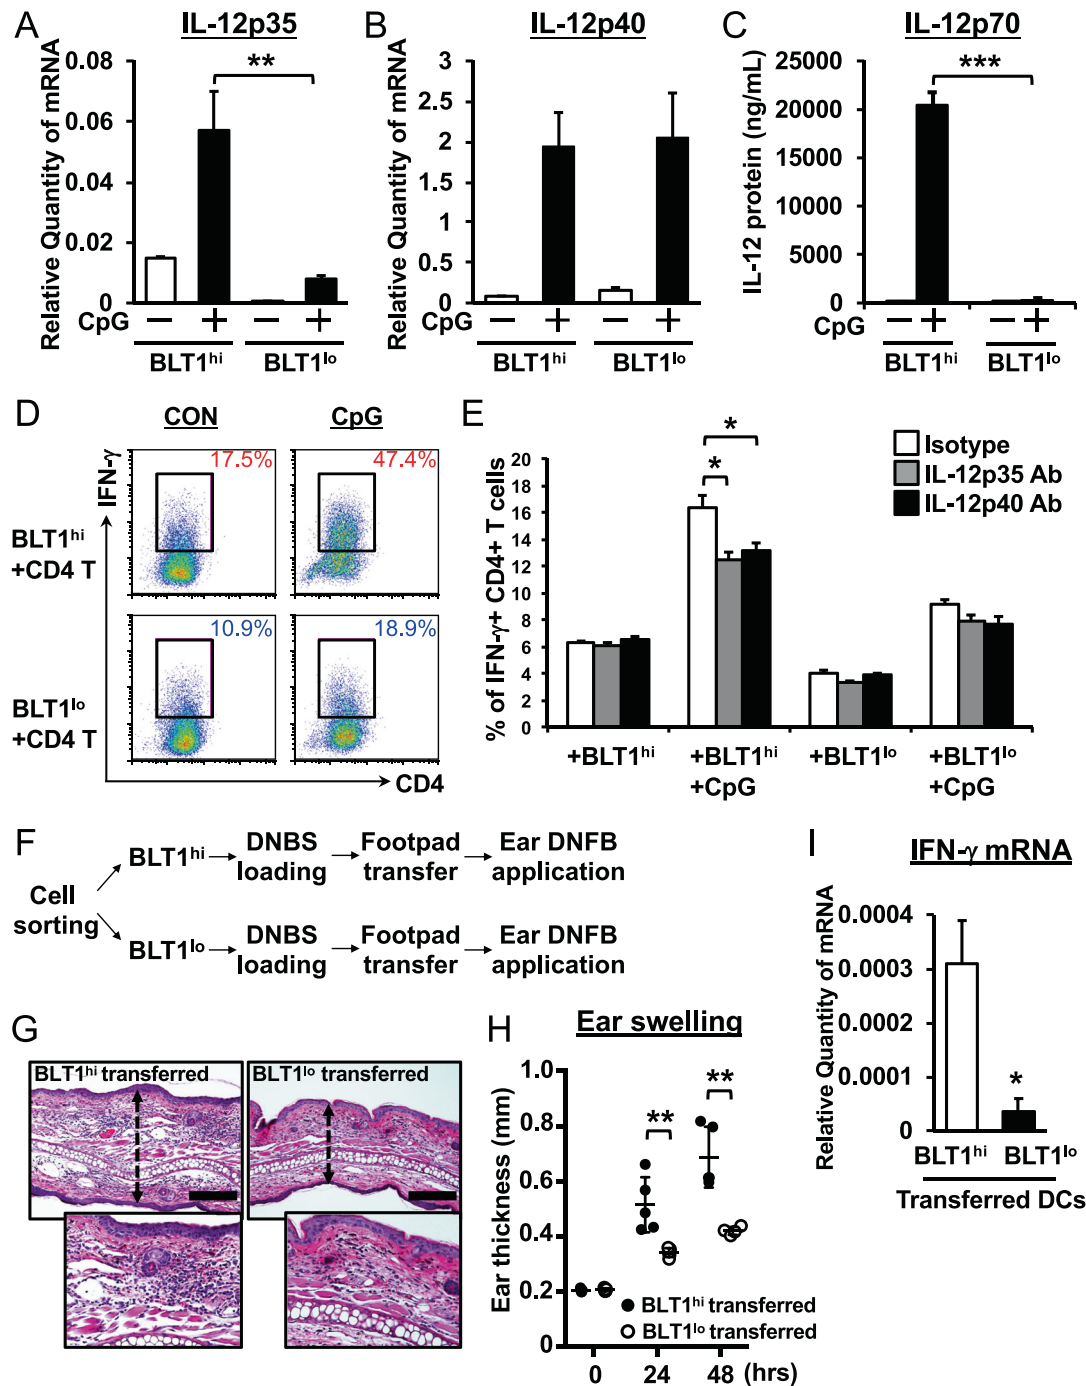 A
IL-12p35
Relative Quantity of mRNA
0.08
0.06
0.04
0.02
0
**
CpG
− + − +
BLT1hi BLT1lo
B
IL-12p40
Relative Quantity of mRNA
3
2.5
2
1.5
1
0.5
0
CpG
− + − +
BLT1hi BLT1lo
C
IL-12p70
IL-12 protein (ng/mL)
25000
20000
15000
10000
5000
0
***
CpG
− + − +
BLT1hi BLT1lo
D
CON CpG
IFN-γ
17.5% 47.4%
BLT1hi
+CD4 T
10.9% 18.9%
BLT1lo
+CD4 T
CD4
E
Isotype
IL-12p35 Ab
IL-12p40 Ab
% of IFN-γ+ CD4+ T cells
20
18
16
14
12
10
8
6
4
2
0
*
*
+BLT1hi +BLT1hi +BLT1lo +BLT1lo
+CpG +CpG
F
Cell
sorting
BLT1hi DNBS Footpad Ear DNFB
loading transfer application
BLT1lo DNBS Footpad Ear DNFB
loading transfer application
G
BLT1hi transferred
BLT1lo transferred
H
Ear swelling
Ear thickness (mm)
1.0
0.8
0.6
0.4
0.2
0
**
**
BLT1hi transferred
BLT1lo transferred
0 24 48 (hrs)
I
IFN-γ mRNA
Relative Quantity of mRNA
0.0004
0.0003
0.0002
0.0001
0
*
BLT1hi BLT1lo
Transferred DCs